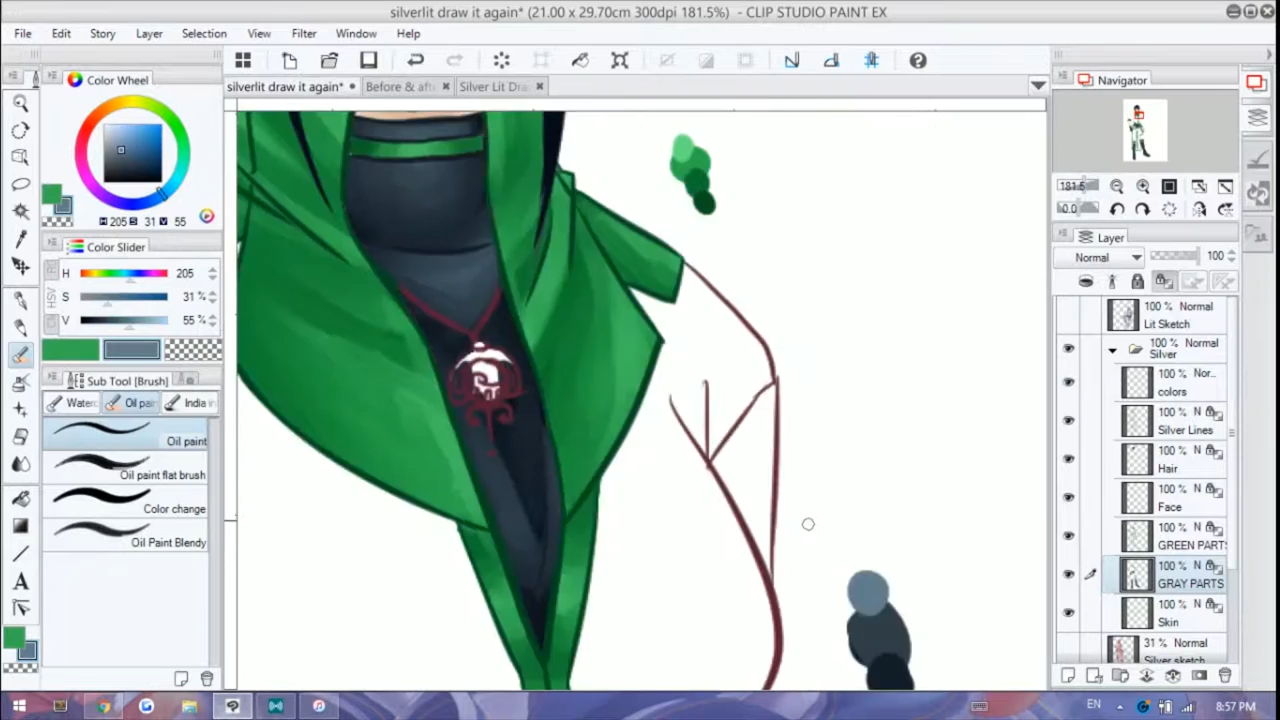 silverlit draw it again* (21.00 x 29.70cm 300dpi 181.5%) - CLIP STUDIO PAINT EX
File Edit Story Layer Selection View Filter Window Help
silverlit draw it again* Before & aft Silver Lit Dra
Color Wheel
H 205 S 31 V 55
Color Slider
H 205
S 31 %
V 55 %
HSV
Sub Tool [Brush]
Waterc Oil pain India in
Oil paint
Oil paint flat brush
Color change
Oil Paint Blendy
A
Navigator
181.5
0.0
Layer
Normal 100
100 % Normal
Lit Sketch
100 % Normal
Silver
100 % Nor...
colors
100 % N
Silver Lines
100 % N
Hair
100 % N
Face
100 % N
GREEN PARTS
100 % N
GRAY PARTS
100 % N
Skin
31 % Normal
Silver sketch
EN 8:57 PM